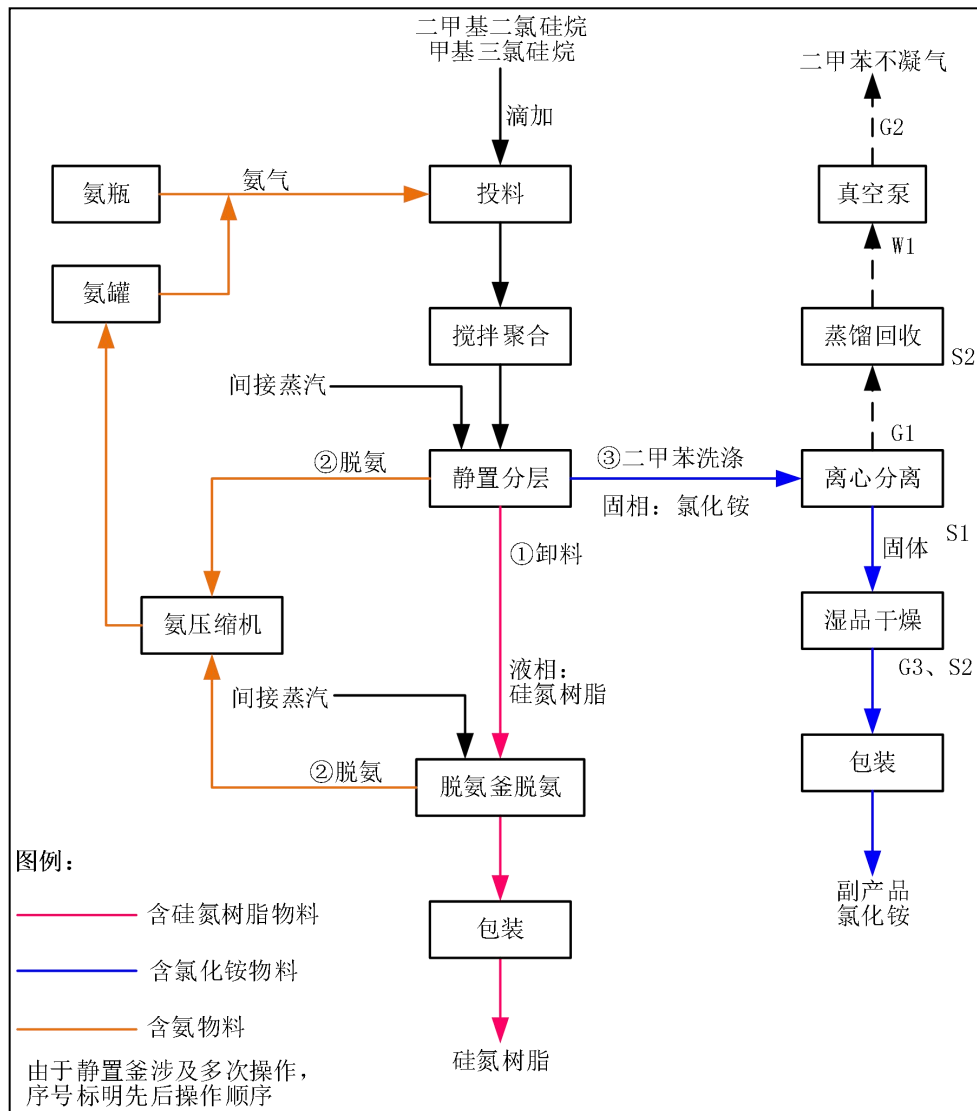 二甲基二氯硅烷
甲基三氯硅烷
滴加
二甲苯不凝气
G2
氨瓶
氨气
投料
真空泵
W1
氨罐
搅拌聚合
蒸馏回收
S2
间接蒸汽
G1
②脱氨
静置分层
③二甲苯洗涤
固相：氯化铵
离心分离
S1
①卸料
固体
氨压缩机
湿品干燥
G3、S2
液相：
硅氮树脂
间接蒸汽
②脱氨
脱氨釜脱氨
包装
图例：
含硅氮树脂物料
包装
副产品
氯化铵
含氯化铵物料
含氨物料
硅氮树脂
由于静置釜涉及多次操作，
序号标明先后操作顺序